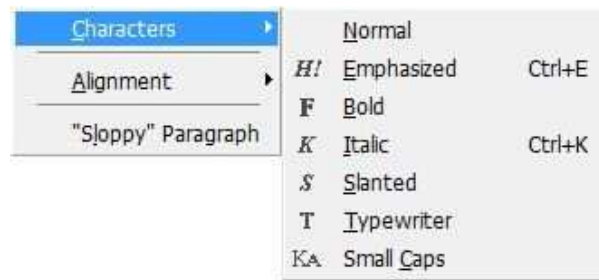 Characters
Alignment
"Sloppy" Paragraph
Normal
H! Emphasized Ctrl+E
F Bold
K Italic Ctrl+K
S Slanted
T Typewriter
KA Small Caps